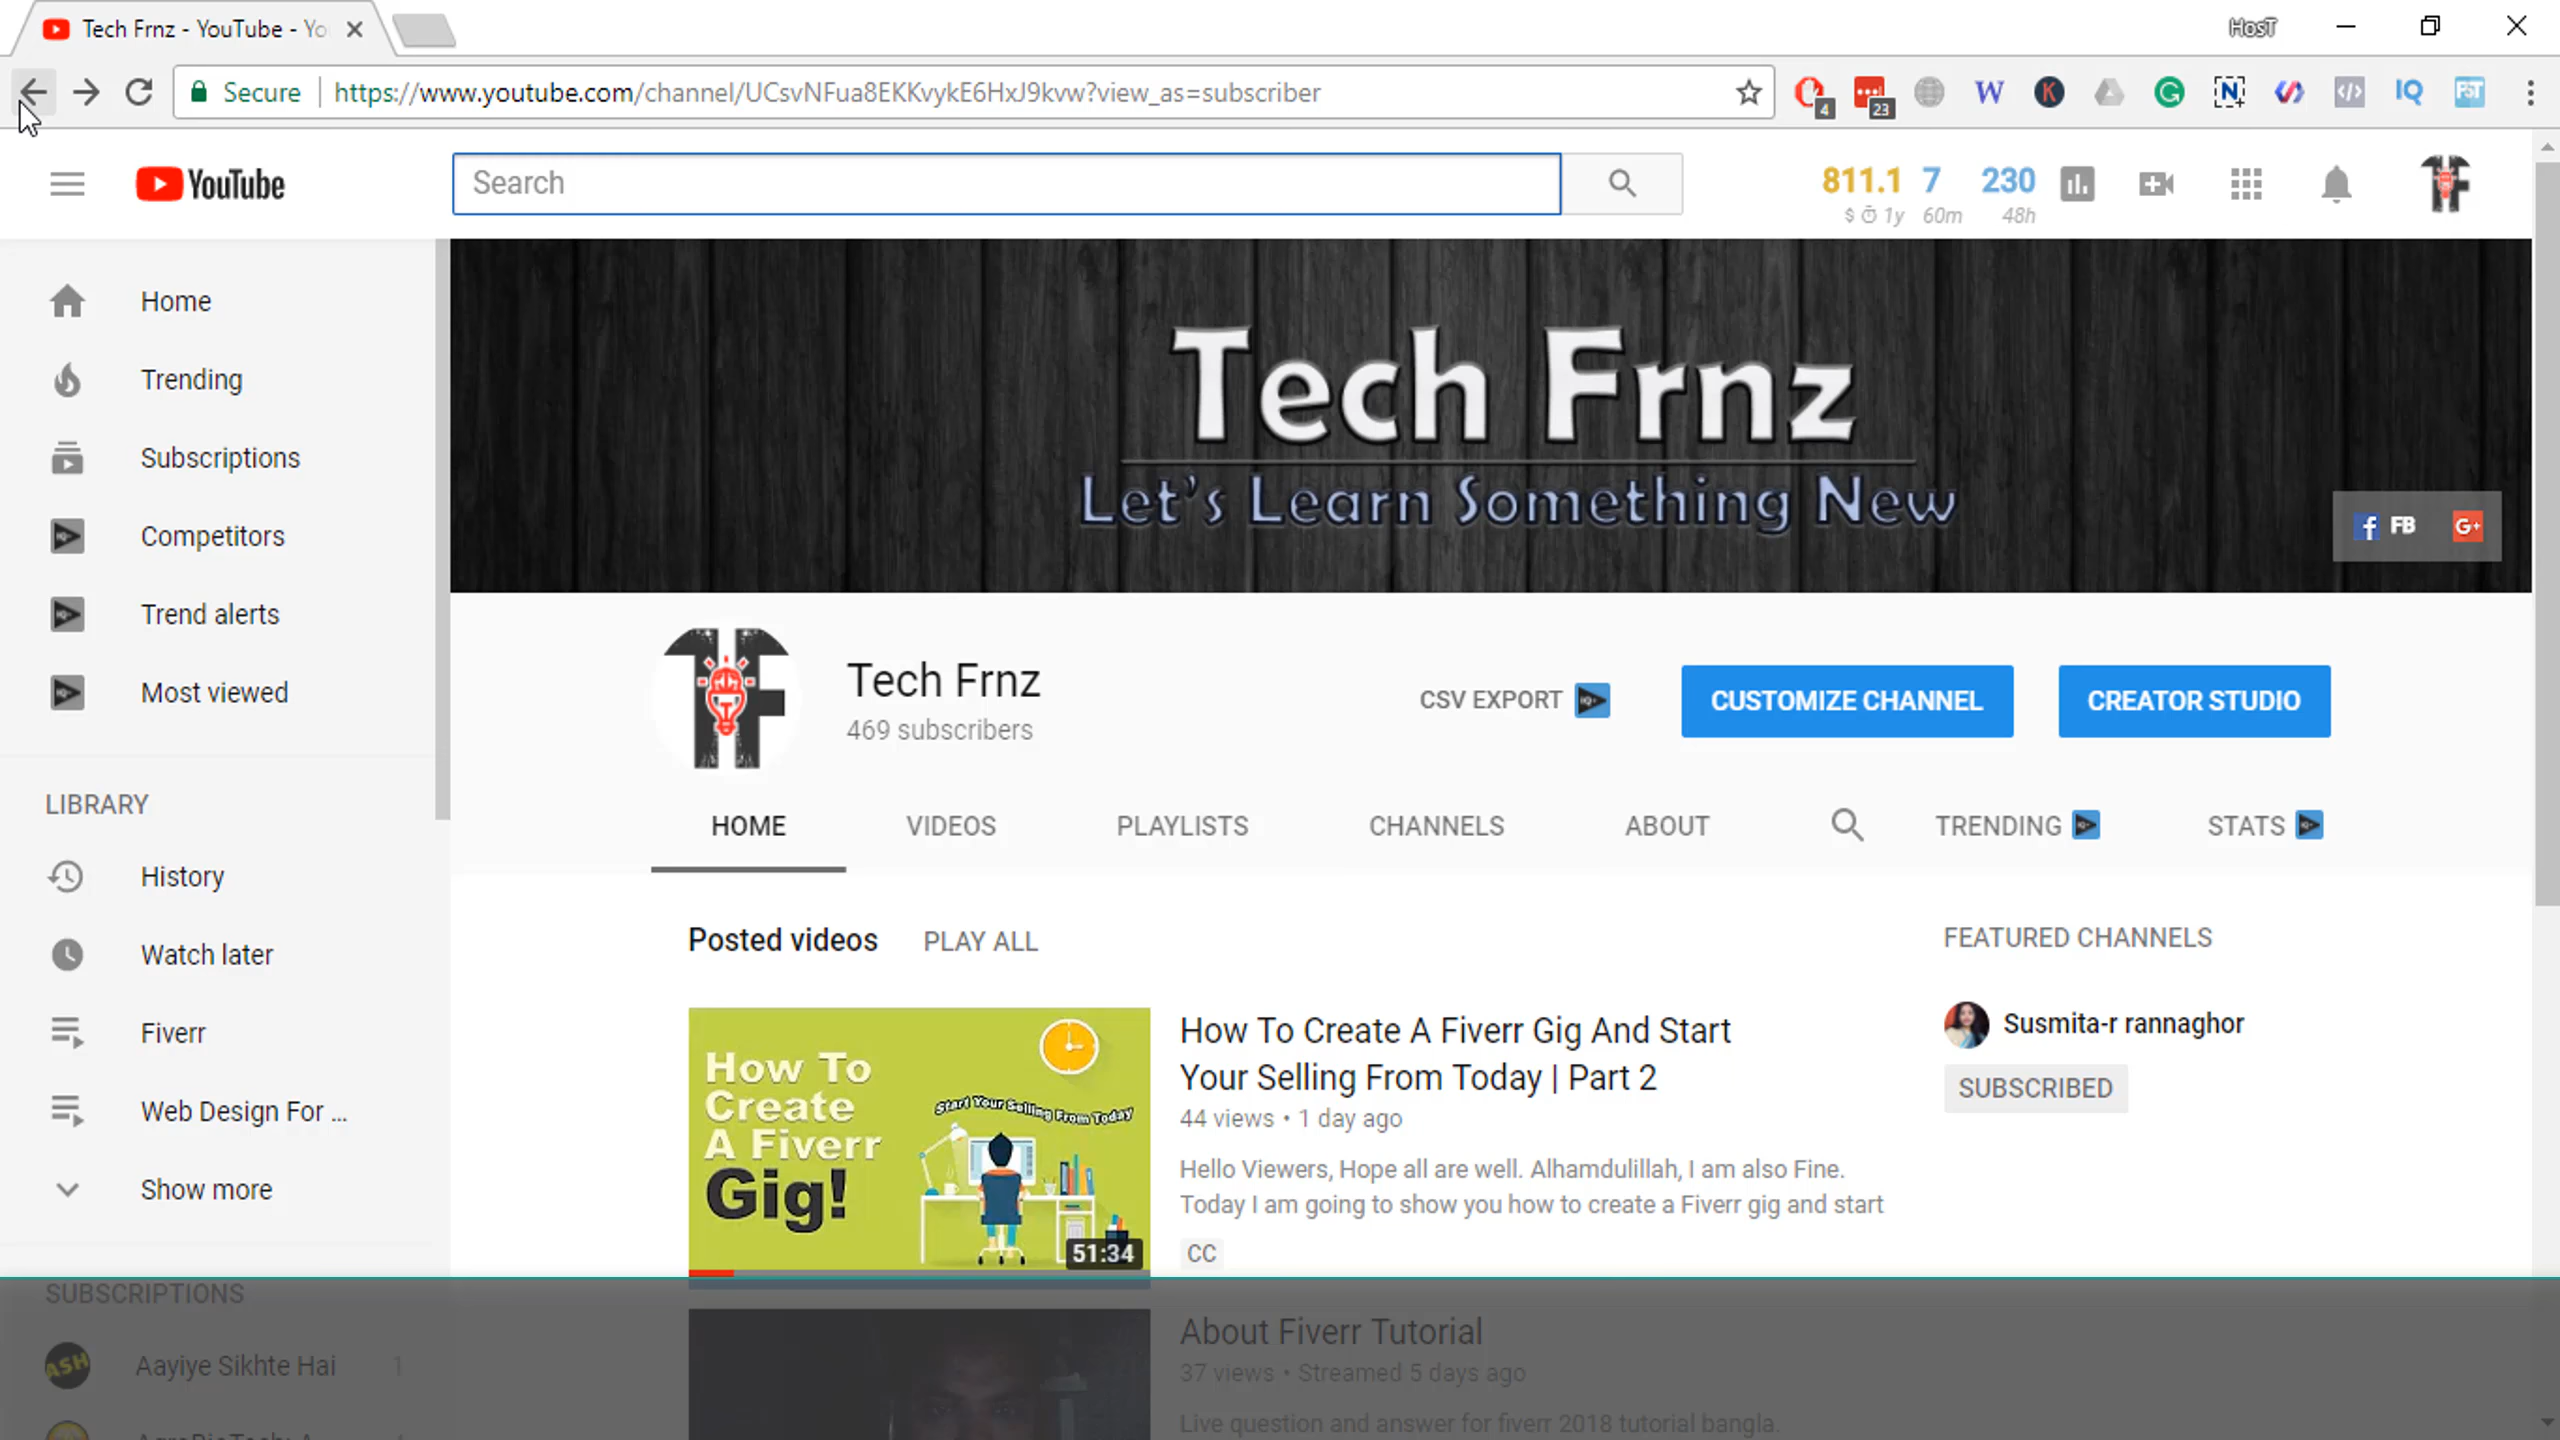 Tech Frnz - YouTube - Yo
HosT
Secure
https://www.youtube.com/channel/UCsvNFua8EKKvykE6HxJ9kvw?view_as=subscriber
4
23
W
K
G
N
</>
IQ
FST
YouTube
Search
811.1 7 230
$ 1y 60m 48h
Home
Trending
Subscriptions
Competitors
Trend alerts
Most viewed
LIBRARY
History
Watch later
Fiverr
Web Design For ...
Show more
SUBSCRIPTIONS
ASH
Aayiye Sikhte Hai 1
Tech Frnz
Let's Learn Something New
f FB G+
Tech Frnz
469 subscribers
CSV EXPORT
CUSTOMIZE CHANNEL
CREATOR STUDIO
HOME VIDEOS PLAYLISTS CHANNELS ABOUT TRENDING STATS
Posted videos PLAY ALL
How To
Create
A Fiverr
Gig!
Start Your Selling From Today
51:34
How To Create A Fiverr Gig And Start
Your Selling From Today | Part 2
44 views • 1 day ago
Hello Viewers, Hope all are well. Alhamdulillah, I am also Fine.
Today I am going to show you how to create a Fiverr gig and start
CC
About Fiverr Tutorial
37 views • Streamed 5 days ago
Live question and answer for fiverr 2018 tutorial bangla.
FEATURED CHANNELS
Susmita-r rannaghor
SUBSCRIBED